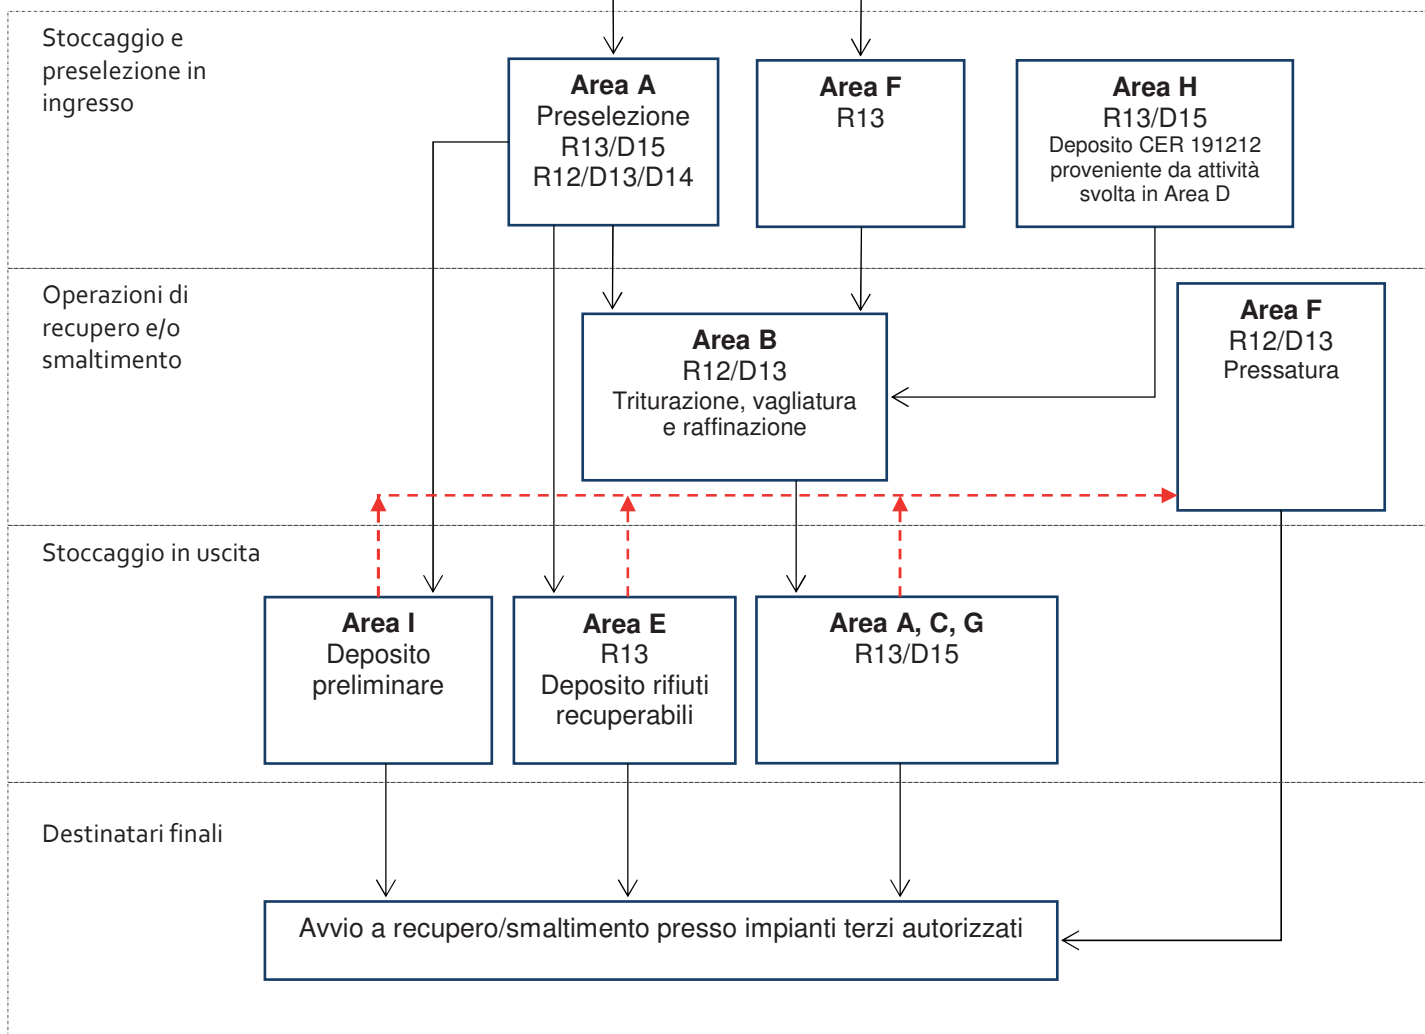 Stoccaggio e
preselezione in
ingresso
Area A
Preselezione
R13/D15
R12/D13/D14
Area F
R13
Area H
R13/D15
Deposito CER 191212
proveniente da attività
svolta in Area D
Operazioni di
recupero e/o
smaltimento
Area B
R12/D13
Triturazione, vagliatura
e raffinazione
Area F
R12/D13
Pressatura
Stoccaggio in uscita
Area I
Deposito
preliminare
Area E
R13
Deposito rifiuti
recuperabili
Area A, C, G
R13/D15
Destinatari finali
Avvio a recupero/smaltimento presso impianti terzi autorizzati